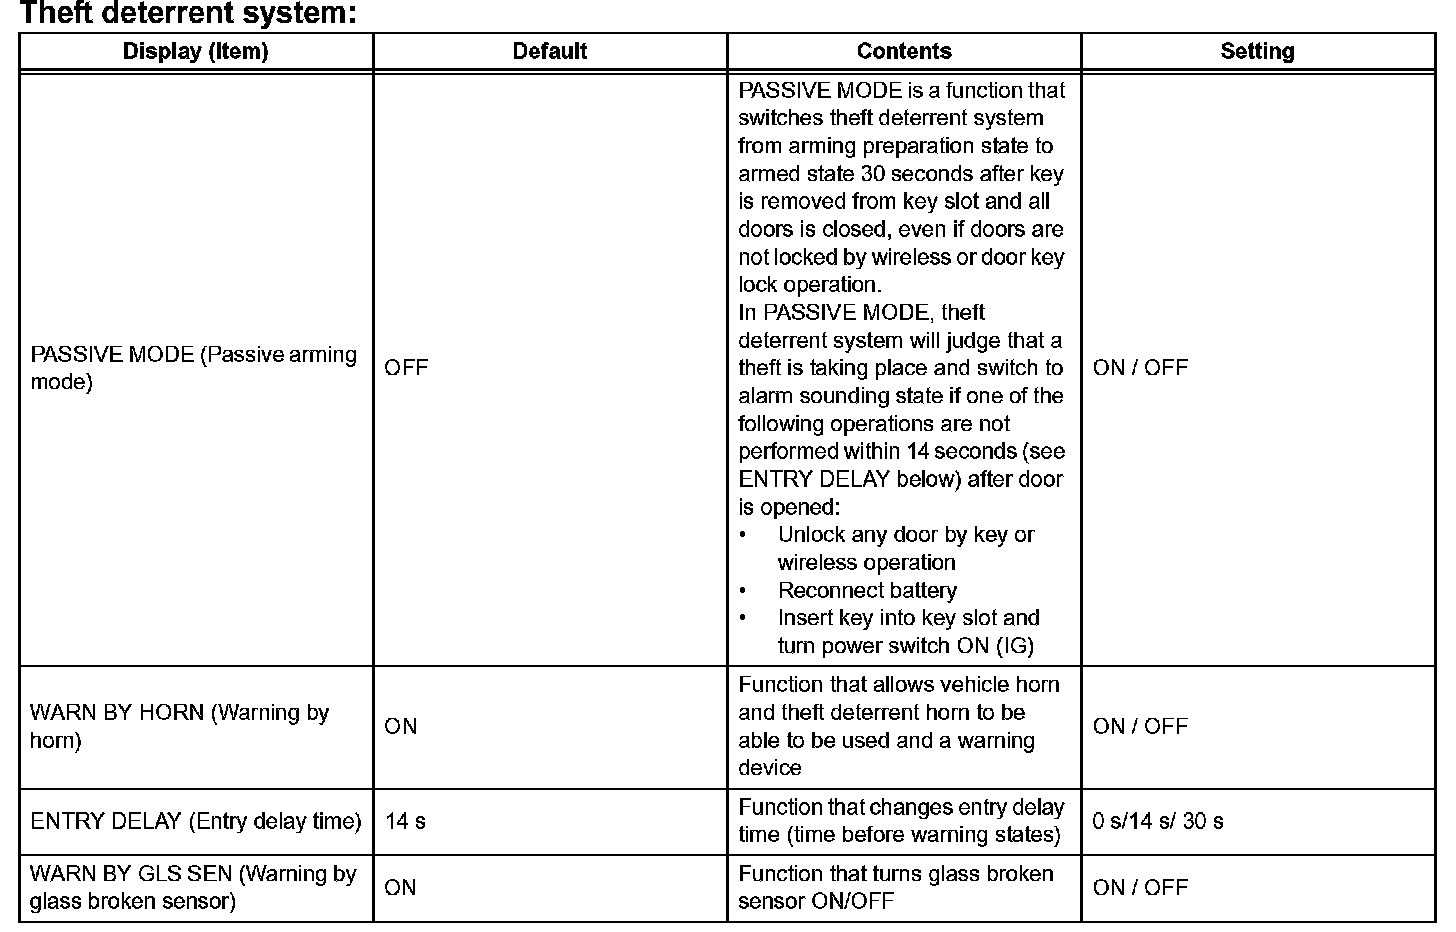 Theft deterrent system:
Display (Item) Default Contents Setting
PASSIVE MODE (Passive arming
mode)
OFF
PASSIVE MODE is a function that
switches theft deterrent system
from arming preparation state to
armed state 30 seconds after key
is removed from key slot and all
doors is closed, even if doors are
not locked by wireless or door key
lock operation.
In PASSIVE MODE, theft
deterrent system will judge that a
theft is taking place and switch to
alarm sounding state if one of the
following operations are not
performed within 14 seconds (see
ENTRY DELAY below) after door
is opened:
• Unlock any door by key or
wireless operation
• Reconnect battery
• Insert key into key slot and
turn power switch ON (IG)
ON / OFF
WARN BY HORN (Warning by
horn)
ON
Function that allows vehicle horn
and theft deterrent horn to be
able to be used and a warning
device
ON / OFF
ENTRY DELAY (Entry delay time)
14 s
Function that changes entry delay
time (time before warning states)
0 s/14 s/ 30 s
WARN BY GLS SEN (Warning by
glass broken sensor)
ON
Function that turns glass broken
sensor ON/OFF
ON / OFF